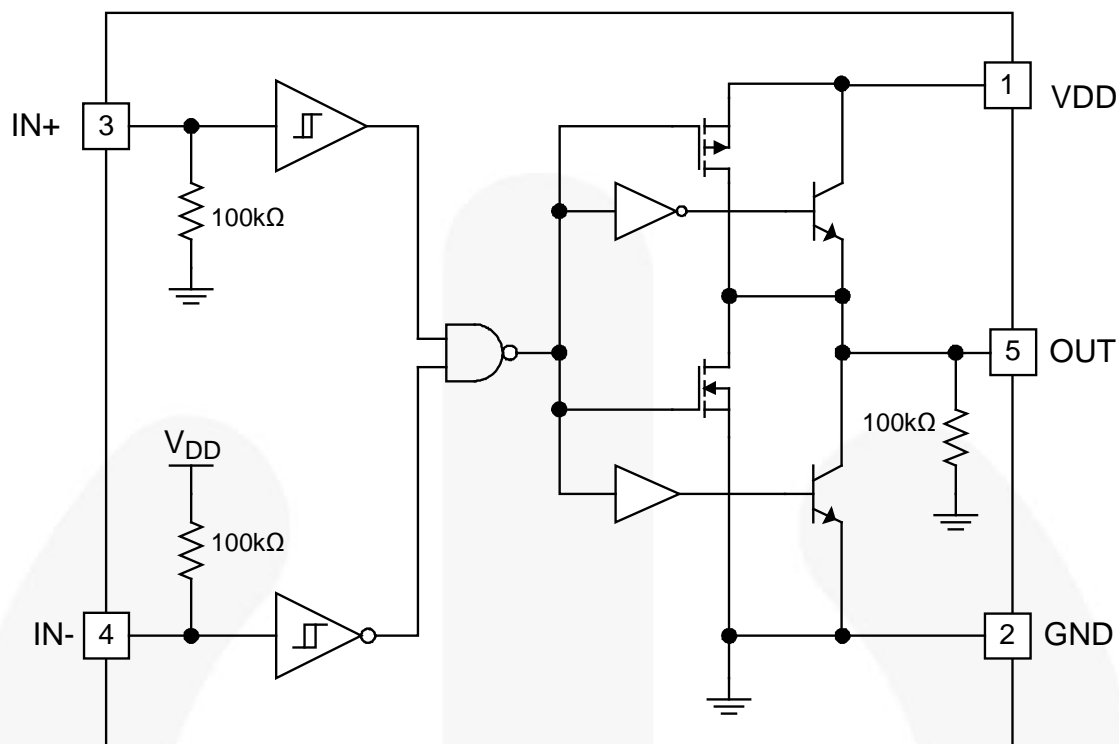 1
VDD
IN+
3
100kΩ
5
OUT
100kΩ
VDD
100kΩ
IN-
4
2
GND